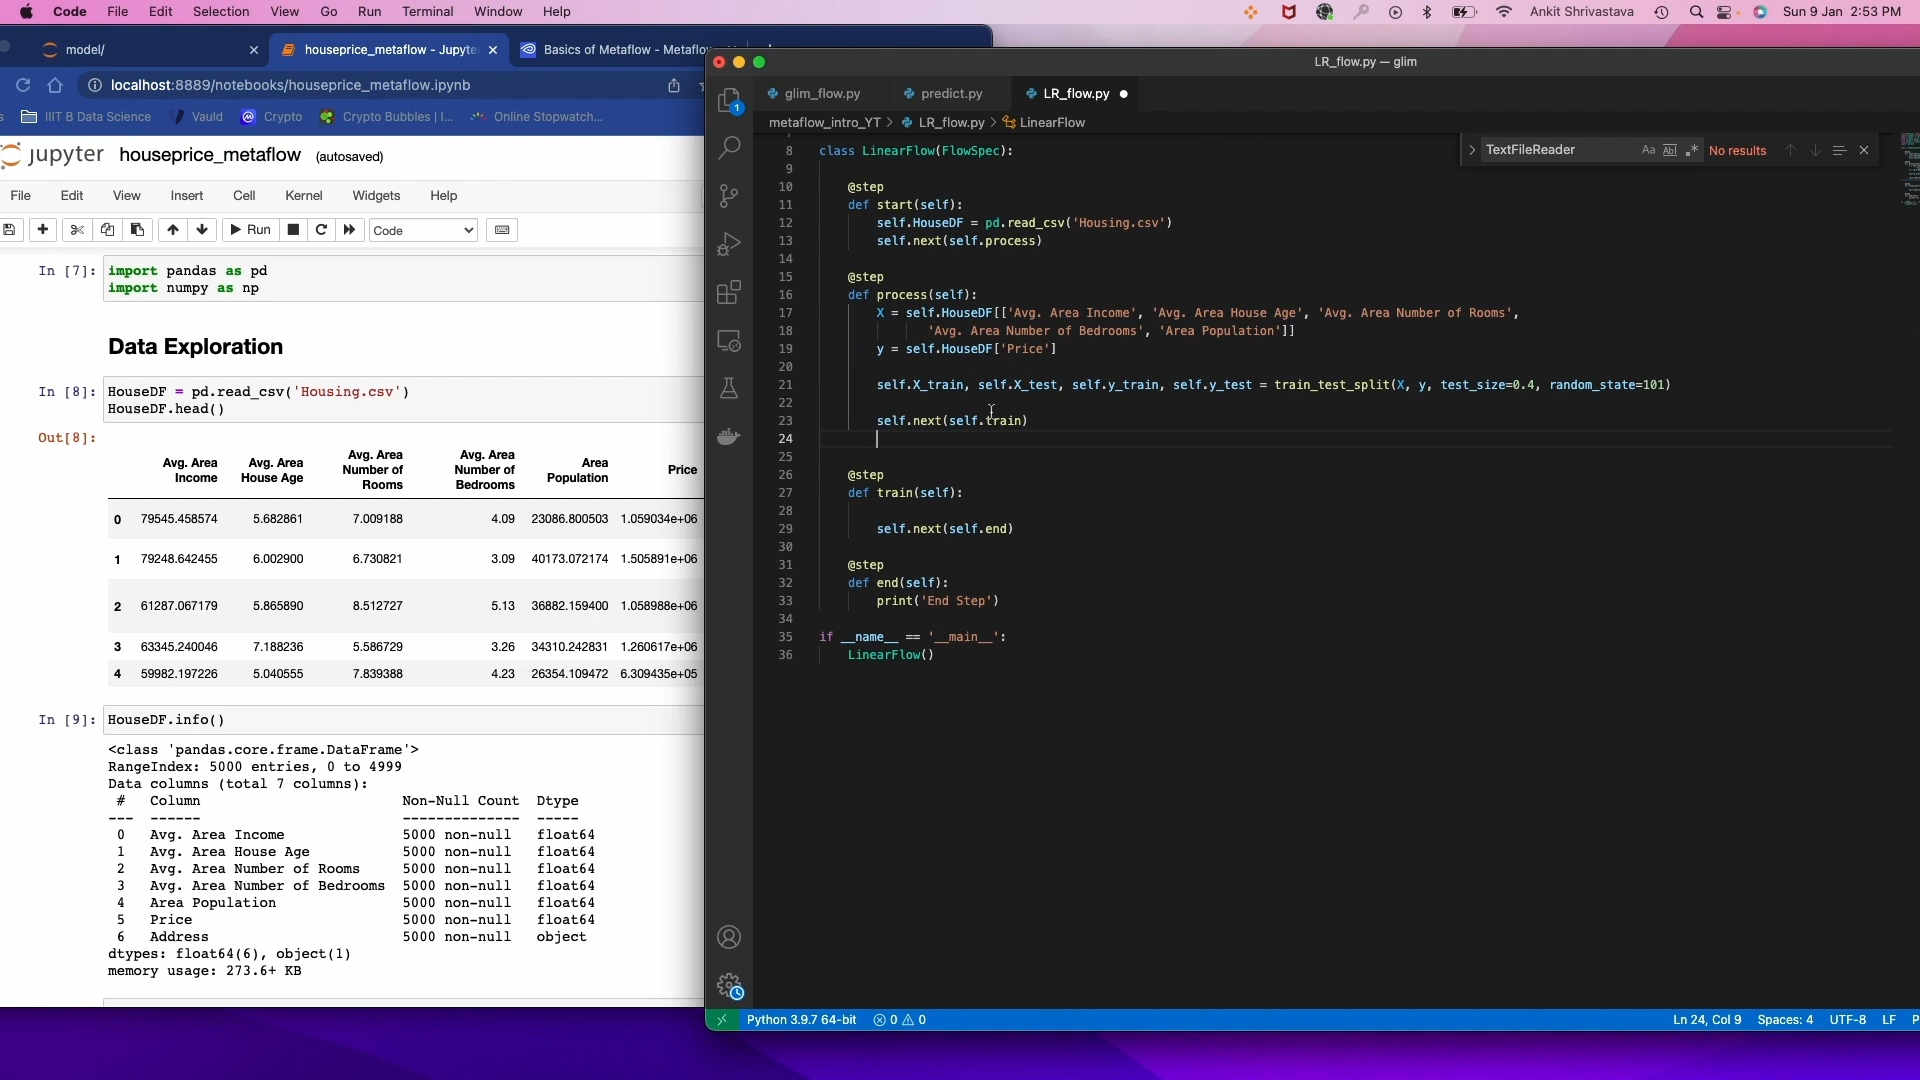 Code File Edit Selection View Go Run Terminal Window Help Ankit Shrivastava Sun 9 Jan 2:53 PM
model/
houseprice_metaflow - Jupyte
Basics of Metaflow - Metaflow
localhost:8889/notebooks/houseprice_metaflow.ipynb
IIIT B Data Science Vauld Crypto Crypto Bubbles | I... Online Stopwatch...
jupyter houseprice_metaflow (autosaved)
File Edit View Insert Cell Kernel Widgets Help
Run Code
In [7]: import pandas as pd
import numpy as np
Data Exploration
In [8]: HouseDF = pd.read_csv('Housing.csv')
HouseDF.head()
Out[8]:
Avg. Area Income Avg. Area House Age Avg. Area Number of Rooms Avg. Area Number of Bedrooms Area Population Price
0 79545.458574 5.682861 7.009188 4.09 23086.800503 1.059034e+06
1 79248.642455 6.002900 6.730821 3.09 40173.072174 1.505891e+06
2 61287.067179 5.865890 8.512727 5.13 36882.159400 1.058988e+06
3 63345.240046 7.188236 5.586729 3.26 34310.242831 1.260617e+06
4 59982.197226 5.040555 7.839388 4.23 26354.109472 6.309435e+05
In [9]: HouseDF.info()
<class 'pandas.core.frame.DataFrame'>
RangeIndex: 5000 entries, 0 to 4999
Data columns (total 7 columns):
# Column Non-Null Count Dtype
--- ------ -------------- -----
0 Avg. Area Income 5000 non-null float64
1 Avg. Area House Age 5000 non-null float64
2 Avg. Area Number of Rooms 5000 non-null float64
3 Avg. Area Number of Bedrooms 5000 non-null float64
4 Area Population 5000 non-null float64
5 Price 5000 non-null float64
6 Address 5000 non-null object
dtypes: float64(6), object(1)
memory usage: 273.6+ KB
LR_flow.py — glim
1
glim_flow.py predict.py LR_flow.py
metaflow_intro_YT > LR_flow.py > LinearFlow
TextFileReader Aa Abl .* No results
8 class LinearFlow(FlowSpec):
9
10 @step
11 def start(self):
12 self.HouseDF = pd.read_csv('Housing.csv')
13 self.next(self.process)
14
15 @step
16 def process(self):
17 X = self.HouseDF[['Avg. Area Income', 'Avg. Area House Age', 'Avg. Area Number of Rooms',
18 'Avg. Area Number of Bedrooms', 'Area Population']]
19 y = self.HouseDF['Price']
20
21 self.X_train, self.X_test, self.y_train, self.y_test = train_test_split(X, y, test_size=0.4, random_state=101)
22
23 self.next(self.train)
24
25
26 @step
27 def train(self):
28
29 self.next(self.end)
30
31 @step
32 def end(self):
33 print('End Step')
34
35 if __name__ == '__main__':
36 LinearFlow()
Python 3.9.7 64-bit 0 0 Ln 24, Col 9 Spaces: 4 UTF-8 LF P